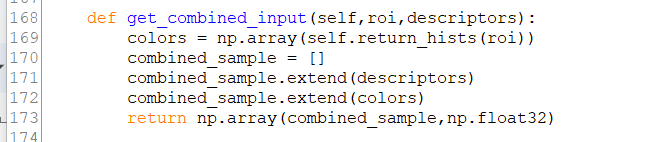 168 def get_combined_input(self,roi,descriptors):
169 colors = np.array(self.return_hists(roi))
170 combined_sample = []
171 combined_sample.extend(descriptors)
172 combined_sample.extend(colors)
173 return np.array(combined_sample,np.float32)
174